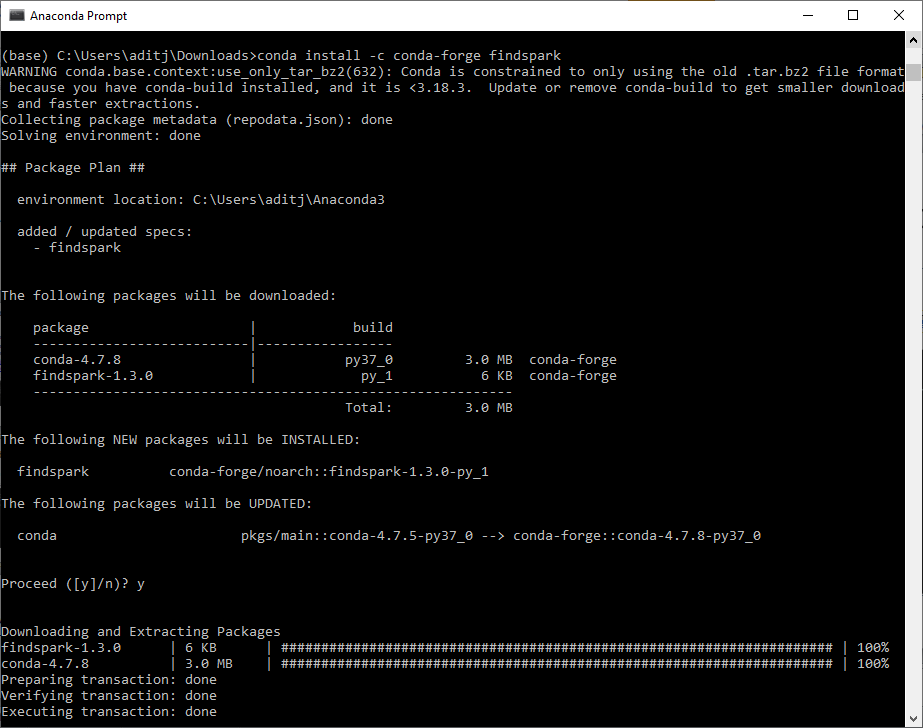 Anaconda Prompt
(base) C:\Users\aditj\Downloads>conda install -c conda-forge findspark
WARNING conda.base.context:use_only_tar_bz2(632): Conda is constrained to only using the old .tar.bz2 file format
 because you have conda-build installed, and it is <3.18.3.  Update or remove conda-build to get smaller download
s and faster extractions.
Collecting package metadata (repodata.json): done
Solving environment: done
## Package Plan ##
  environment location: C:\Users\aditj\Anaconda3
  added / updated specs:
    - findspark
The following packages will be downloaded:
    package                    |            build
    ---------------------------|-----------------
    conda-4.7.8                |           py37_0         3.0 MB  conda-forge
    findspark-1.3.0            |             py_1           6 KB  conda-forge
    ------------------------------------------------------------
                                           Total:         3.0 MB
The following NEW packages will be INSTALLED:
  findspark          conda-forge/noarch::findspark-1.3.0-py_1
The following packages will be UPDATED:
  conda                       pkgs/main::conda-4.7.5-py37_0 --> conda-forge::conda-4.7.8-py37_0
Proceed ([y]/n)? y
Downloading and Extracting Packages
findspark-1.3.0      | 6 KB      | ##################################################################### | 100%
conda-4.7.8          | 3.0 MB    | ##################################################################### | 100%
Preparing transaction: done
Verifying transaction: done
Executing transaction: done